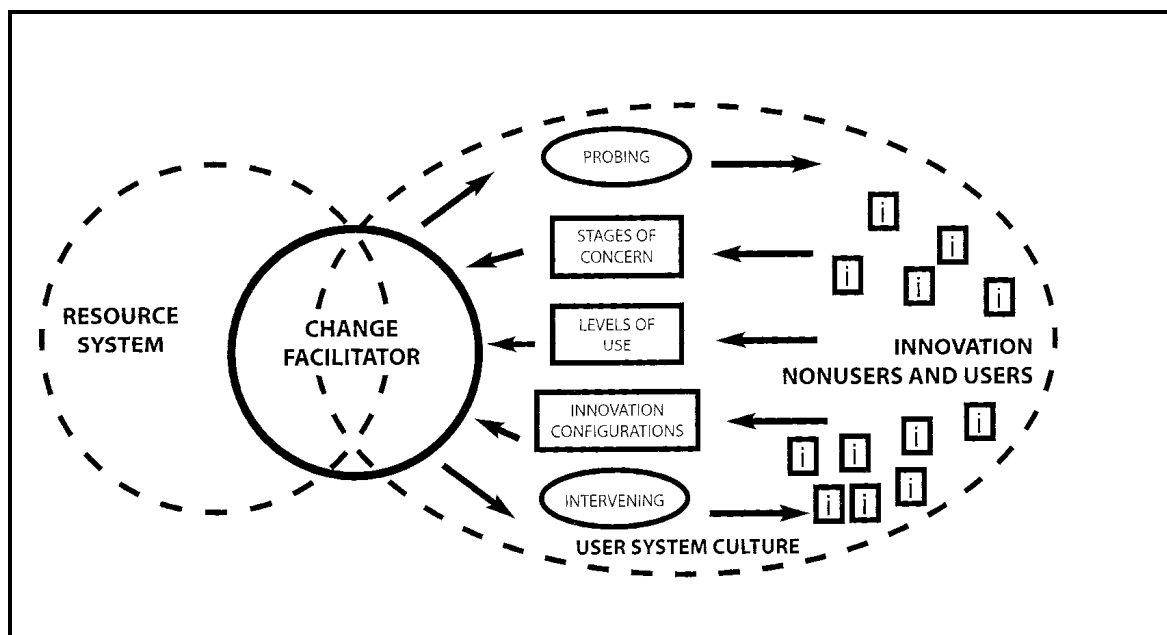 PROBING
STAGES OF
CONCERN
RESOURCE
SYSTEM
CHANGE
FACILITATOR
LEVELS OF
USE
INNOVATION
NONUSERS AND USERS
INNOVATION
CONFIGURATIONS
INTERVENING
USER SYSTEM CULTURE
i
i
i
i
i
i
i
i
i
i
i
i